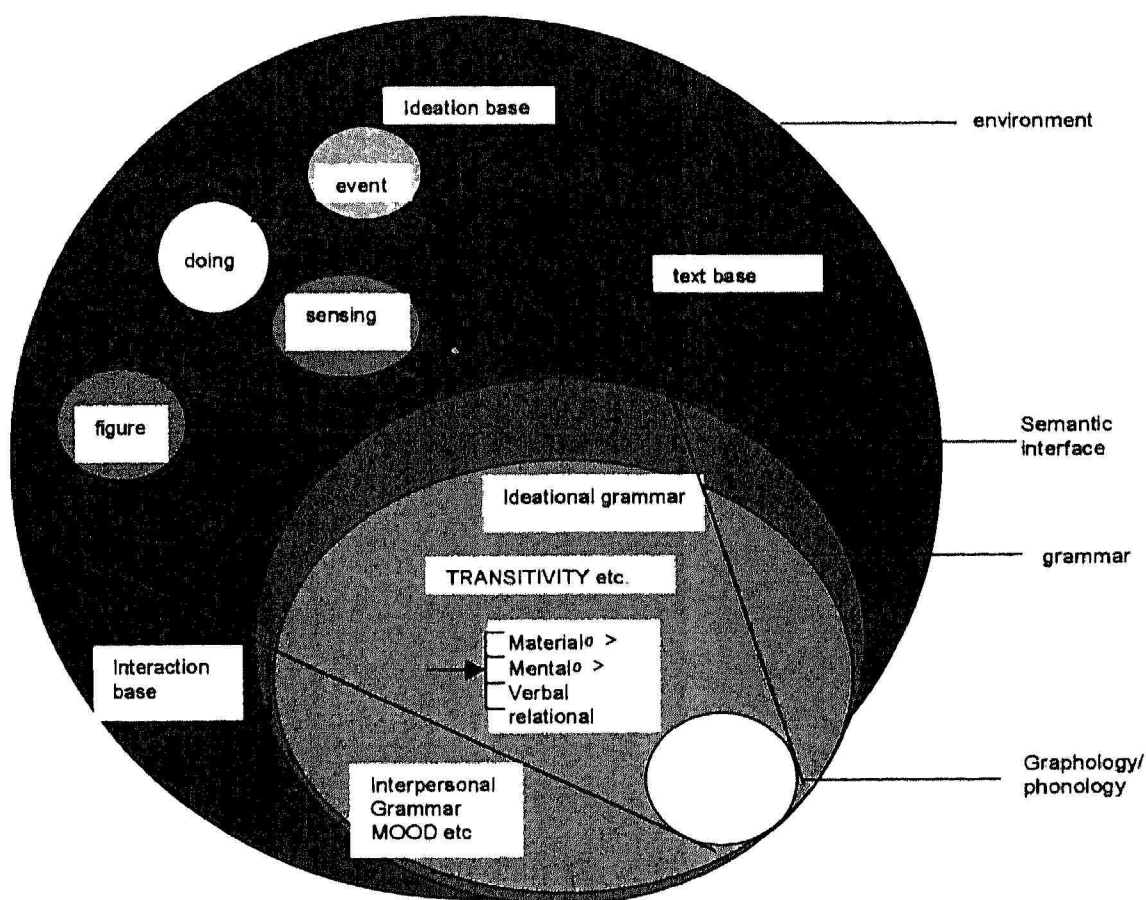 Ideation base
environment
event
doing
text base
sensing
figure
Semantic
interface
Ideational grammar
grammar
TRANSITIVITY etc.
Material >
Mental >
Verbal
relational
Interaction
base
Interpersonal
Grammar
MOOD etc
Graphology/
phonology